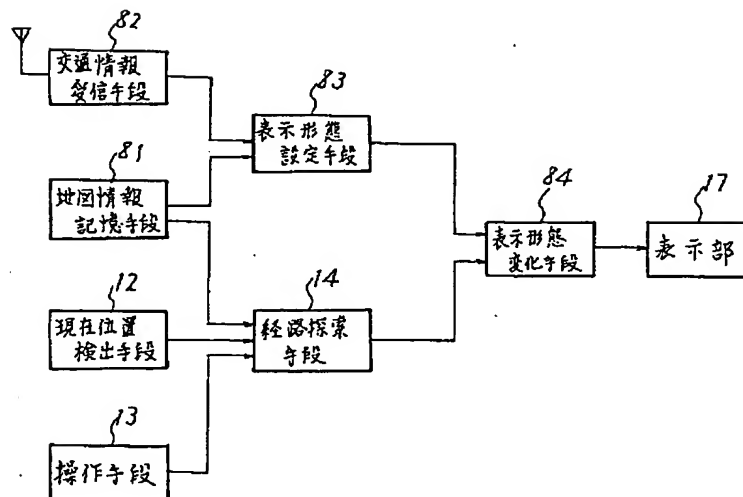 82
交通情報
受信手段
83
表示形態
設定手段
81
地図情報
記憶手段
84
表示形態
変化手段
17
表示部
12
現在位置
検出手段
14
経路探索
手段
13
操作手段